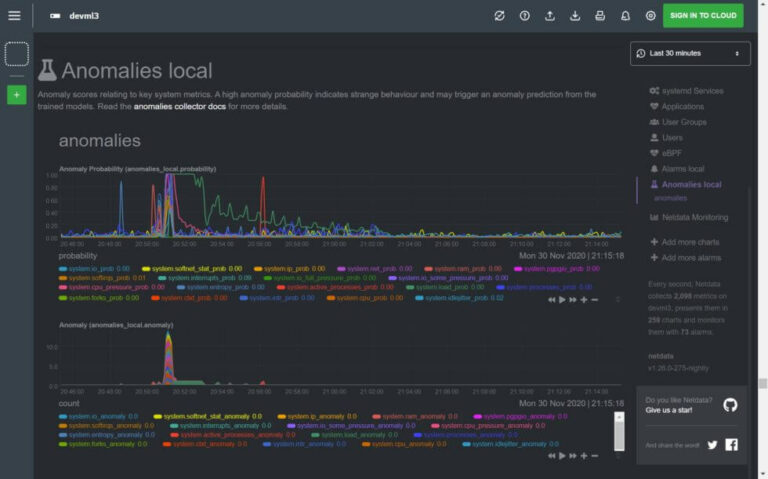 devml3
SIGN IN TO CLOUD
Last 30 minutes
Anomalies local
Anomaly scores relating to key system metrics. A high anomaly probability indicates strange behaviour and may trigger an anomaly prediction from the
trained models. Read the anomalies collector docs for more details.
anomalies
Anomaly Probability (anomalies_local.probability)
1.00
0.80
0.60
0.40
0.20
0.00
20:46:00 20:48:00 20:50:00 20:52:00 20:54:00 20:56:00 20:58:00 21:00:00 21:02:00 21:04:00 21:06:00 21:08:00 21:10:00 21:12:00 21:14:00
probability Mon 30 Nov 2020 | 21:15:18
system.io_prob 0.00 system.softnet_stat_prob 0.00 system.ip_prob 0.00 system.net_prob 0.00 system.ram_prob 0.00 system.pgpgio_prob 0.00
system.softirqs_prob 0.01 system.interrupts_prob 0.09 system.io_full_pressure_prob 0.00 system.io_some_pressure_prob 0.00
system.cpu_pressure_prob 0.00 system.entropy_prob 0.00 system.active_processes_prob 0.00 system.load_prob 0.00 system.processes_prob 0.00
system.forks_prob 0.00 system.ctxt_prob 0.00 system.intr_prob 0.00 system.cpu_prob 0.00 system.idlejitter_prob 0.02
Anomaly (anomalies_local.anomaly)
10.0
5.0
0.0
20:46:00 20:48:00 20:50:00 20:52:00 20:54:00 20:56:00 20:58:00 21:00:00 21:02:00 21:04:00 21:06:00 21:08:00 21:10:00 21:12:00 21:14:00
count Mon 30 Nov 2020 | 21:15:18
system.io_anomaly 0.0 system.softnet_stat_anomaly 0.0 system.ip_anomaly 0.0 system.ram_anomaly 0.0 system.pgpgio_anomaly 0.0
system.softirqs_anomaly 0.0 system.interrupts_anomaly 0.0 system.io_some_pressure_anomaly 0.0 system.cpu_pressure_anomaly 0.0
system.entropy_anomaly 0.0 system.active_processes_anomaly 0.0 system.load_anomaly 0.0 system.processes_anomaly 0.0
system.forks_anomaly 0.0 system.ctxt_anomaly 0.0 system.intr_anomaly 0.0 system.cpu_anomaly 0.0 system.idlejitter_anomaly 0.0
systemd Services
Applications
User Groups
Users
eBPF
Alarms local
Anomalies local
anomalies
Netdata Monitoring
Add more charts
Add more alarms
Every second, Netdata
collects 2,098 metrics on
devml3, presents them in
258 charts and monitors
them with 73 alarms.
netdata
v1.26.0-275-nightly
Do you like Netdata?
Give us a star!
And share the word!